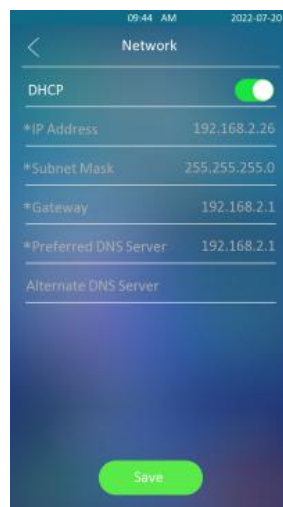 09:44 AM 2022-07-20
Network
DHCP
*IP Address 192.168.2.26
*Subnet Mask 255.255.255.0
*Gateway 192.168.2.1
*Preferred DNS Server 192.168.2.1
Alternate DNS Server
Save